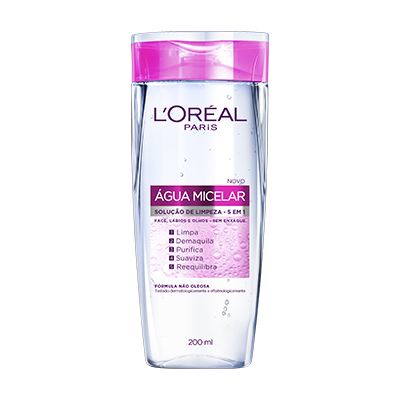 L'ORÉAL
PARIS
NOVO
ÁGUA MICELAR
SOLUÇÃO DE LIMPEZA - 5 EM 1
FACE, LÁBIOS E OLHOS - SEM ENXAGUE
1 Limpa
2 Demaquila
3 Purifica
4 Suaviza
5 Reequilibra
FÓRMULA NÃO OLEOSA
Testado dermatologicamente e oftalmologicamente
200 ml